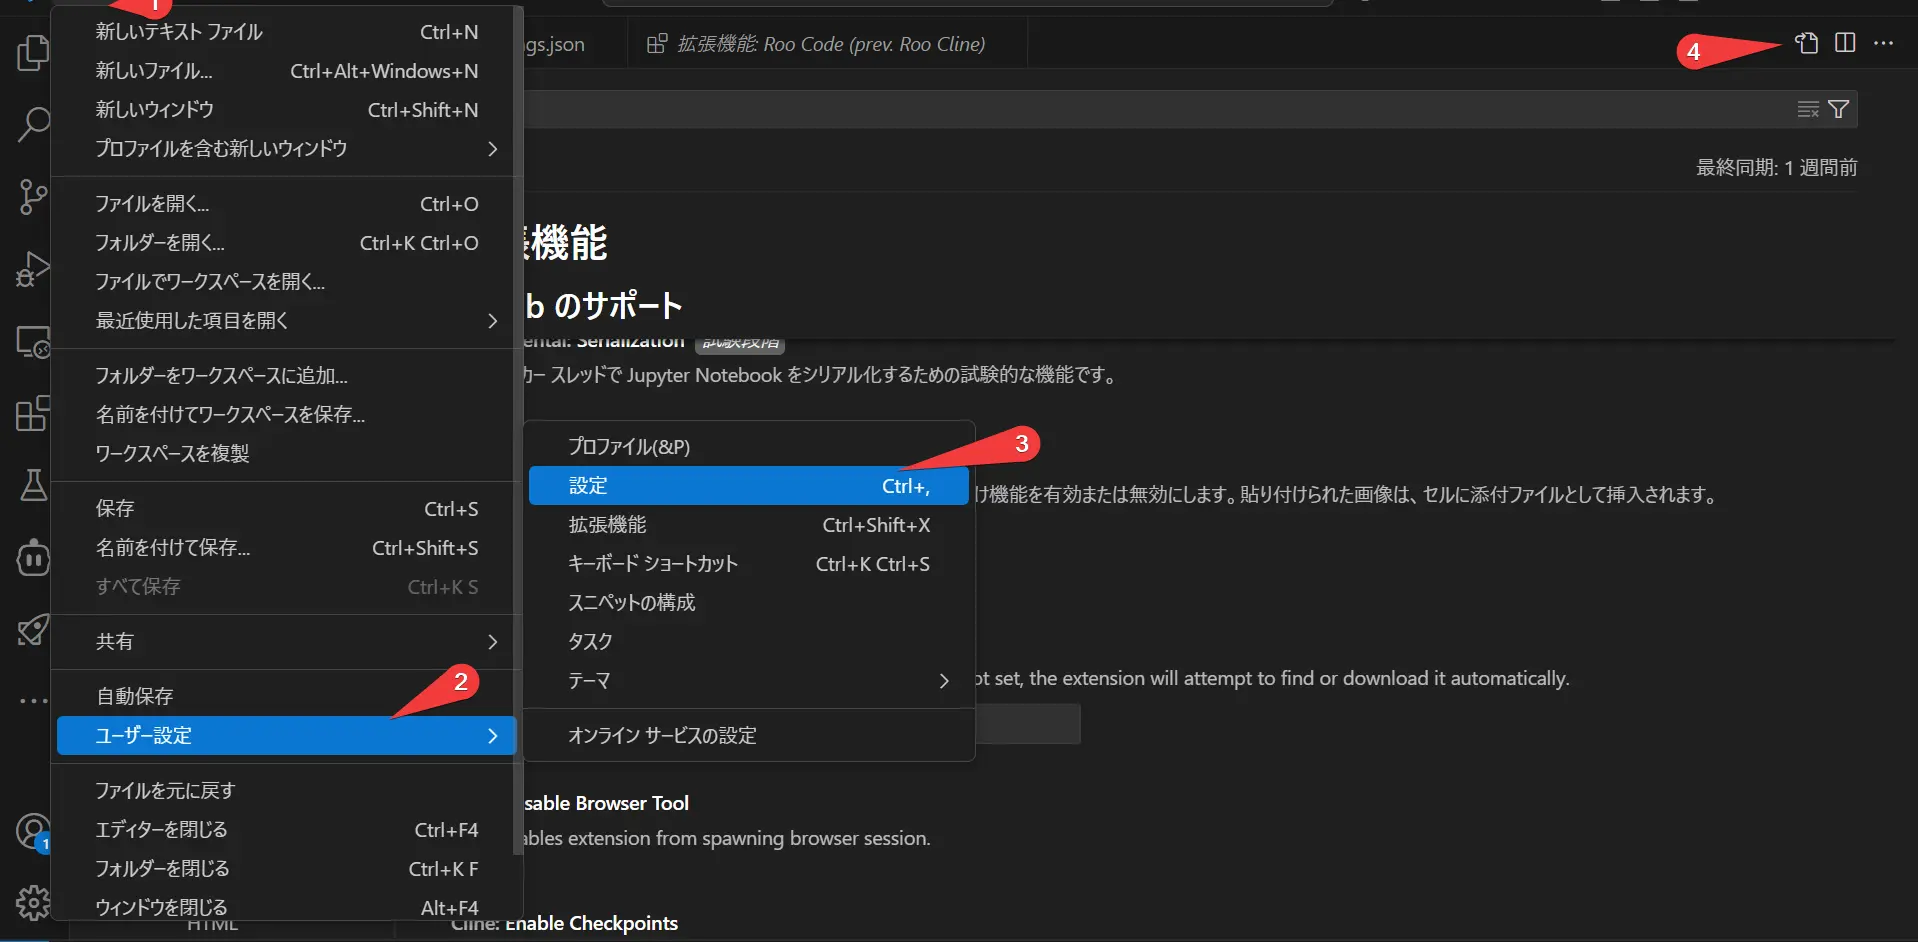 1
新しいテキスト ファイル Ctrl+N
新しいファイル... Ctrl+Alt+Windows+N
新しいウィンドウ Ctrl+Shift+N
プロファイルを含む新しいウィンドウ
ファイルを開く... Ctrl+O
フォルダーを開く... Ctrl+K Ctrl+O
ファイルでワークスペースを開く...
最近使用した項目を開く
フォルダーをワークスペースに追加...
名前を付けてワークスペースを保存...
ワークスペースを複製
保存 Ctrl+S
名前を付けて保存... Ctrl+Shift+S
すべて保存 Ctrl+K S
共有
自動保存
2
ユーザー設定
ファイルを元に戻す
エディターを閉じる Ctrl+F4
フォルダーを閉じる Ctrl+K F
ウィンドウを閉じる Alt+F4
HTML
1
プロファイル(&P)
3
設定 Ctrl+,
拡張機能 Ctrl+Shift+X
キーボード ショートカット Ctrl+K Ctrl+S
スニペットの構成
タスク
テーマ
オンライン サービスの設定
gs.json
拡張機能: Roo Code (prev. Roo Cline)
4
最終同期: 1 週間前
張機能
b のサポート
ental: Serialization 試験段階
カー スレッドで Jupyter Notebook をシリアル化するための試験的な機能です。
け機能を有効または無効にします。貼り付けられた画像は、セルに添付ファイルとして挿入されます。
ot set, the extension will attempt to find or download it automatically.
sable Browser Tool
ables extension from spawning browser session.
Cline: Enable Checkpoints